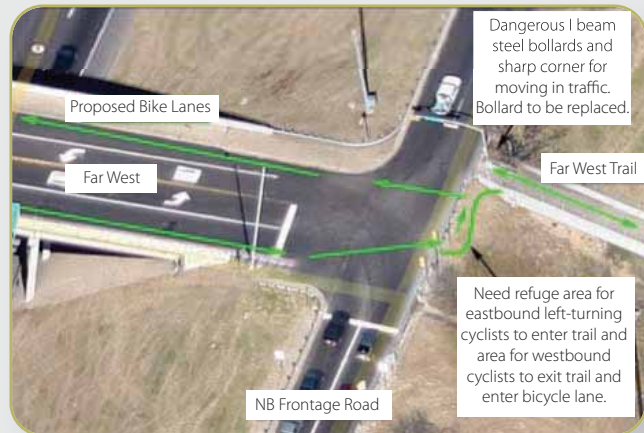 Dangerous I beam
steel bollards and
sharp corner for
moving in traffic.
Bollard to be replaced.
Proposed Bike Lanes
Far West Trail
Far West
Need refuge area for
eastbound left-turning
cyclists to enter trail and
area for westbound
cyclists to exit trail and
enter bicycle lane.
NB Frontage Road